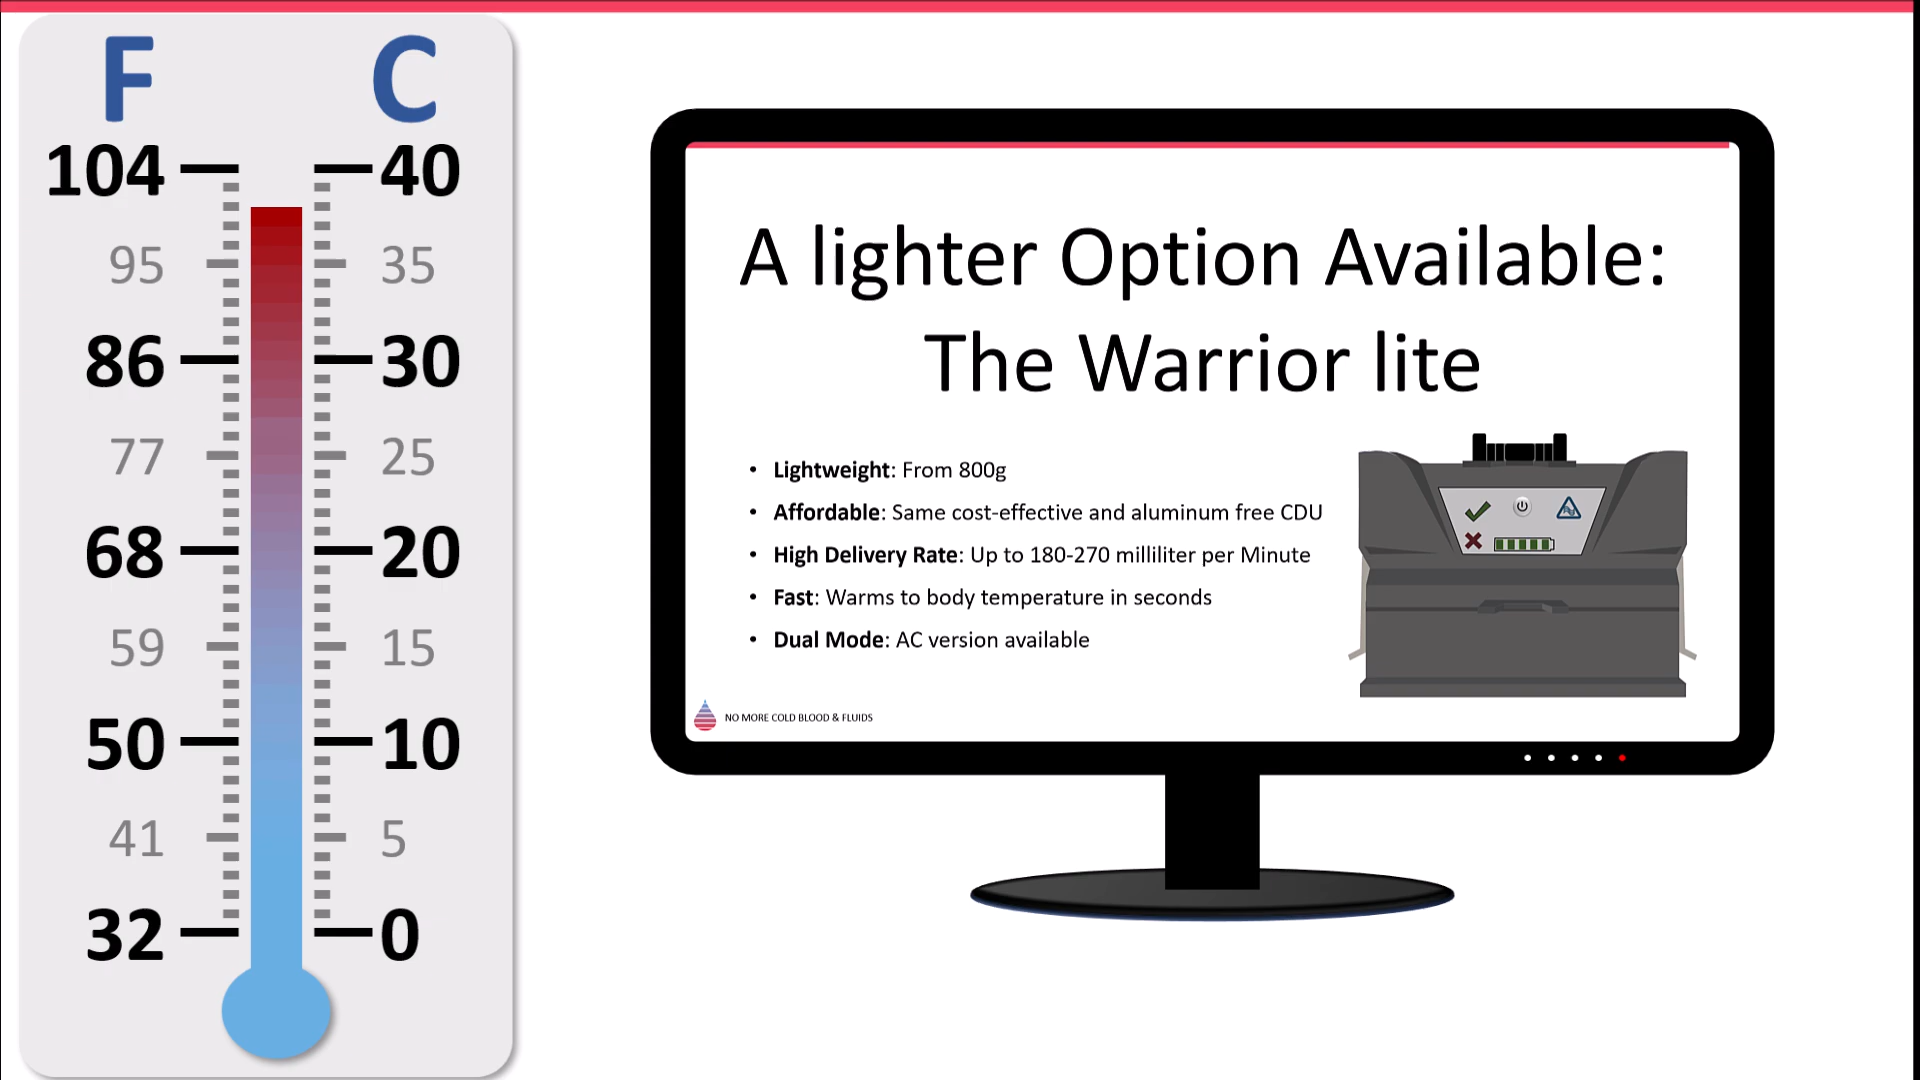 F C
104 40
95 35
86 30
77 25
68 20
59 15
50 10
41 5
32 0
A lighter Option Available:
The Warrior lite
• Lightweight: From 800g
• Affordable: Same cost-effective and aluminum free CDU
• High Delivery Rate: Up to 180-270 milliliter per Minute
• Fast: Warms to body temperature in seconds
• Dual Mode: AC version available
NO MORE COLD BLOOD & FLUIDS